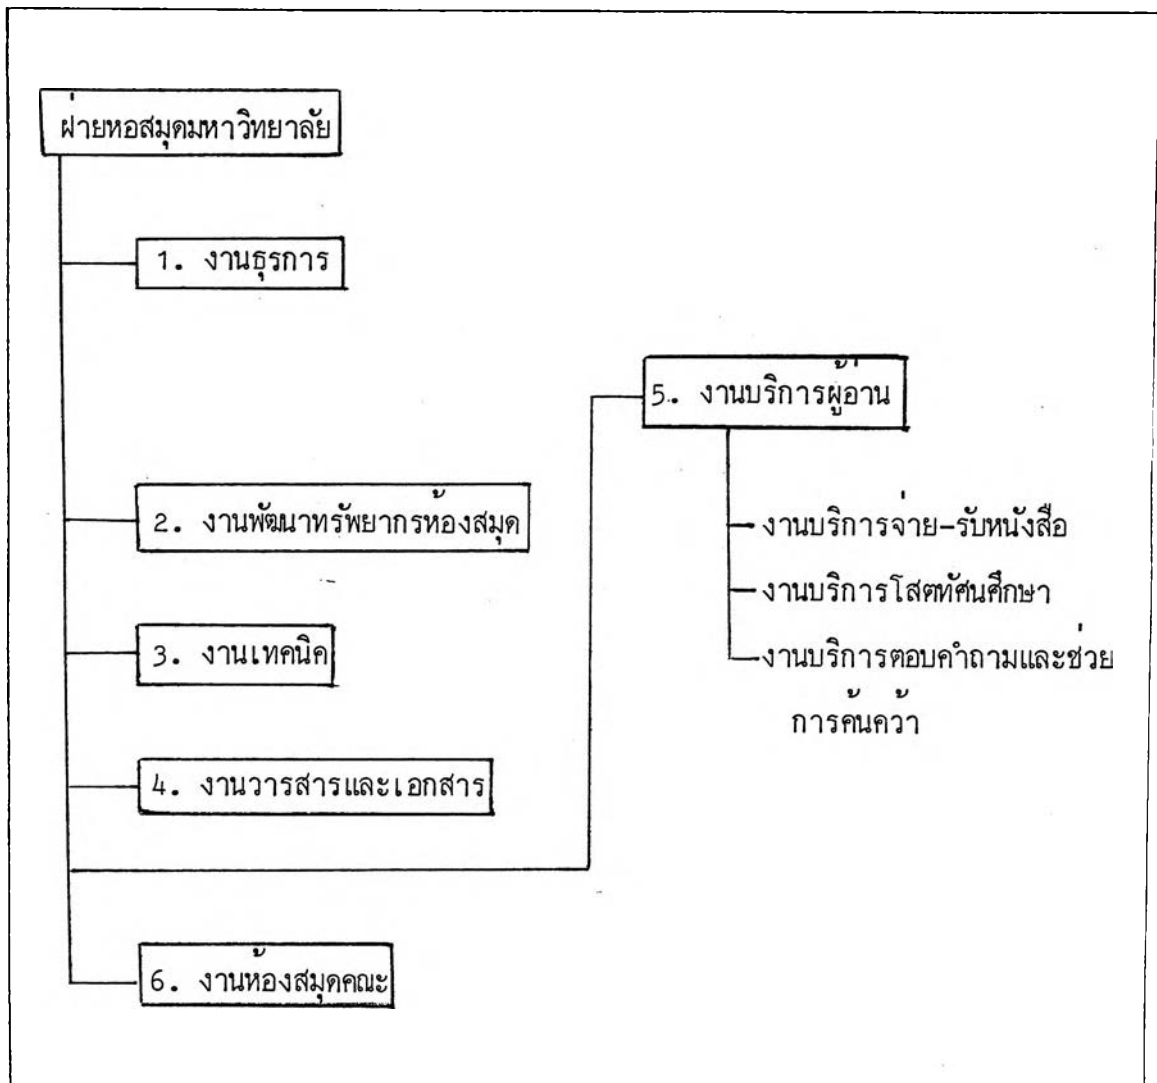 ฝ่ายหอสมุดมหาวิทยาลัย
1. งานธุรการ
2. งานพัฒนาทรัพยากรห้องสมุด
3. งานเทคนิค
4. งานวารสารและเอกสาร
5. งานบริการผู้อ่าน
งานบริการจ่าย-รับหนังสือ
งานบริการโสตทัศนศึกษา
งานบริการตอบคำถามและช่วย
การค้นคว้า
6. งานห้องสมุดคณะ